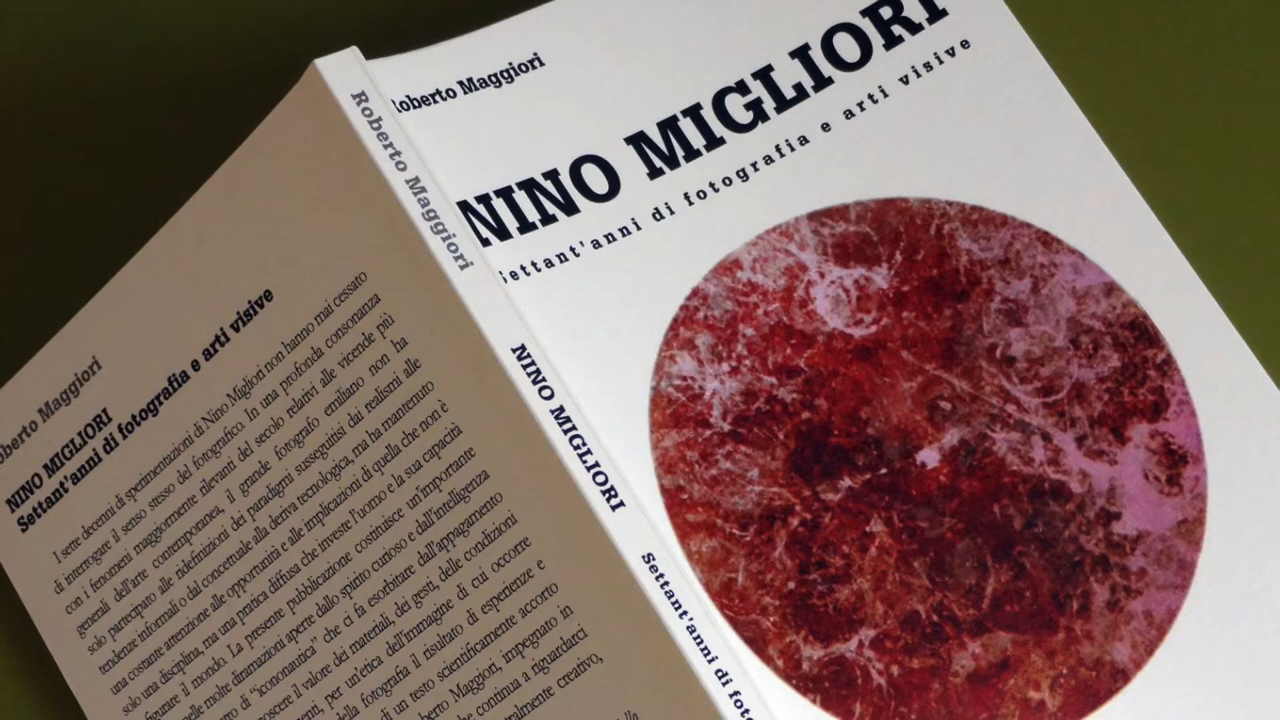 Roberto Maggiori
NINO MIGLIORI
Settant'anni di fotografia e arti visive
Roberto Maggiori
NINO MIGLIORI
Settant'anni di
Roberto Maggiori
NINO MIGLIORI
Settant'anni di fotografia e arti visive
I sette decenni di sperimentazioni di Nino Migliori non hanno mai cessato
di interrogare il senso stesso del fotografico. In una profonda consonanza
con i fenomeni maggiormente rilevanti del secolo relativi alle vicende più
generali dell'arte contemporanea, il grande fotografo emiliano non ha
solo partecipato alle ridefinizioni dei paradigmi susseguitisi dai realismi alle
tendenze informali o dal concettuale alla deriva tecnologica, ma ha mantenuto
una costante attenzione alle opportunità e alle implicazioni di quella che non è
solo una disciplina, ma una pratica diffusa che investe l'uomo e la sua capacità
figurare il mondo. La presente pubblicazione costituisce un'importante
nelle molte diramazioni aperte dallo spirito curioso e dall'intelligenza
di "iconoautica" che ci fa esorbitare dall'appagamento
il valore dei materiali, dei gesti, delle condizioni
per un'etica dell'immagine di cui occorre
della fotografia il risultato di esperienze e
di un testo scientificamente accorto
Maggiori, impegnato in
che continua a riguardarci
creativo,